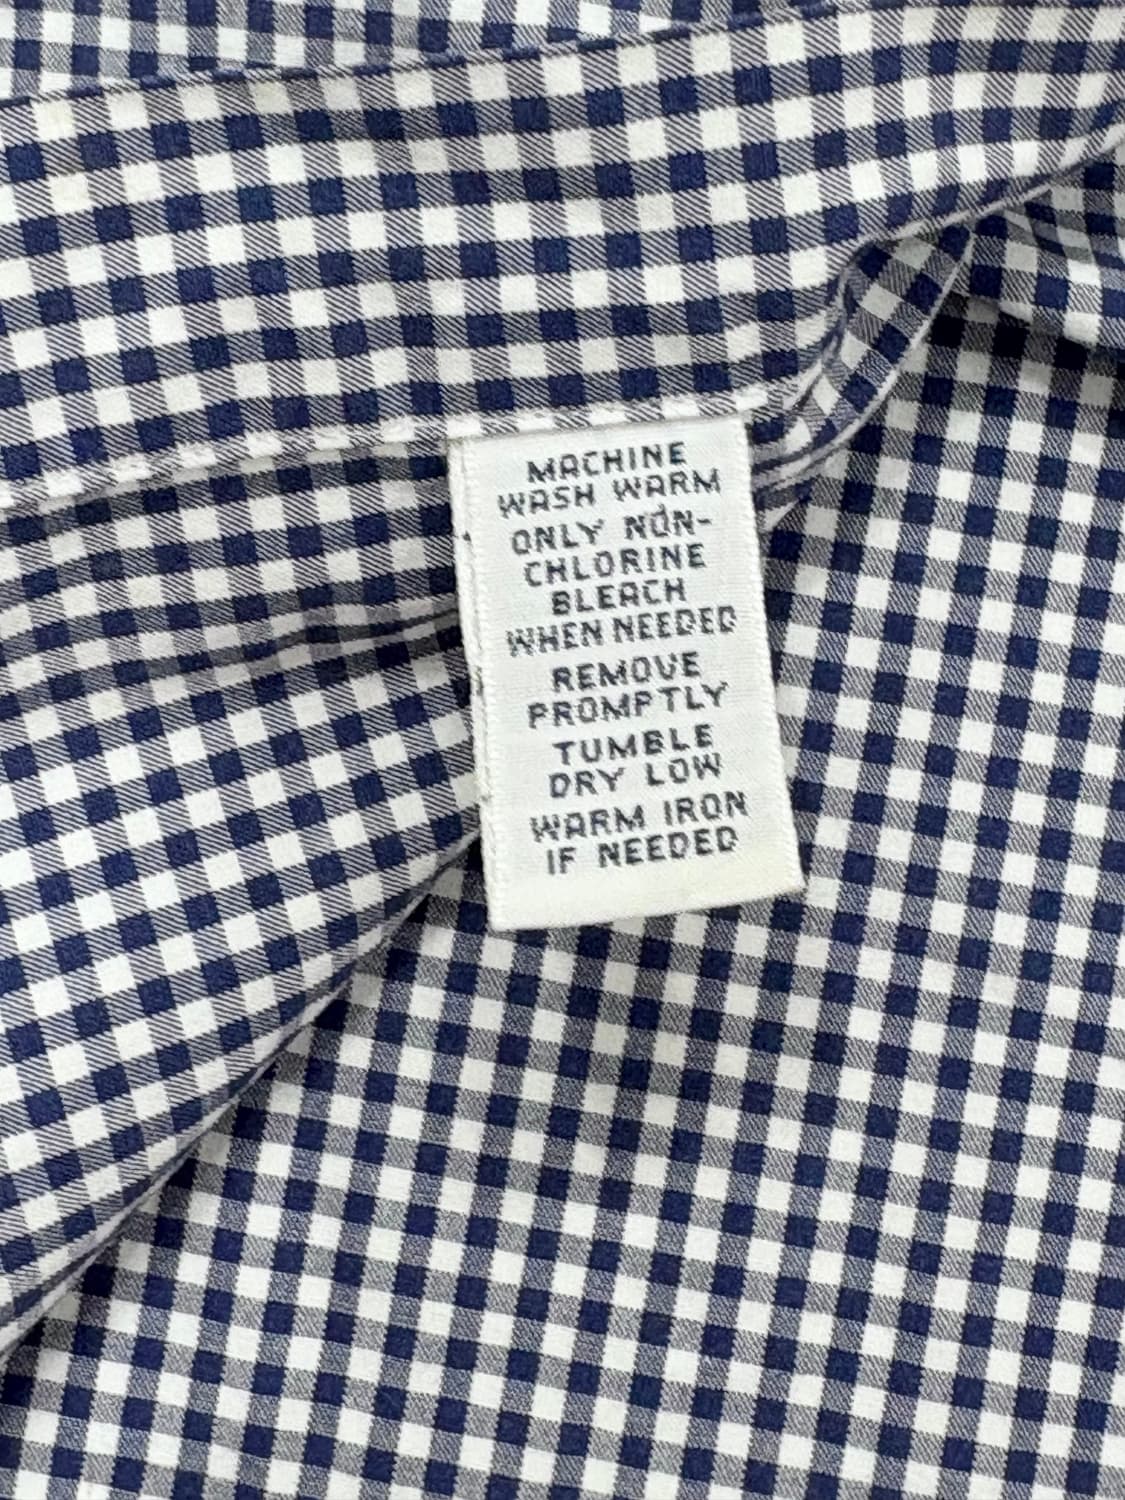 MACHINE
WASH WARM
ONLY NON-
CHLORINE
BLEACH
WHEN NEEDED
REMOVE
PROMPTLY
TUMBLE
DRY LOW
WARM IRON
IF NEEDED